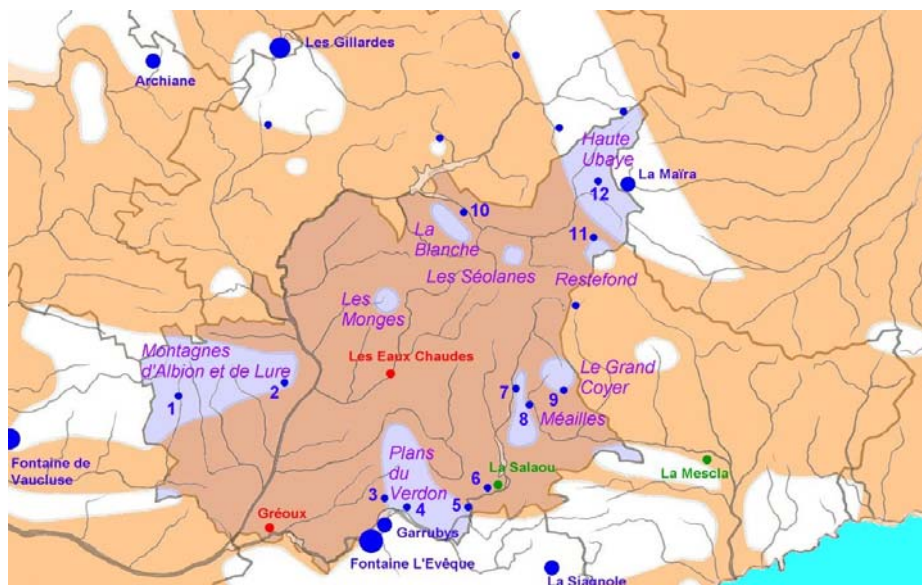 Les Gillardes
Archiane
Haute
Ubaye
La Maïra
12
10
La
Blanche
11
Les Séolanes
Restefond
Les
Monges
Montagnes
d'Albion et de Lure
Les Eaux Chaudes
Le Grand
Coyer
1
2
7
8
9
Méailles
Fontaine de
Vaucluse
Plans
du
Verdon
La Salaou
La Mescla
6
3
4
5
Gréoux
Garrubys
Fontaine L'Evêque
La Siagnole